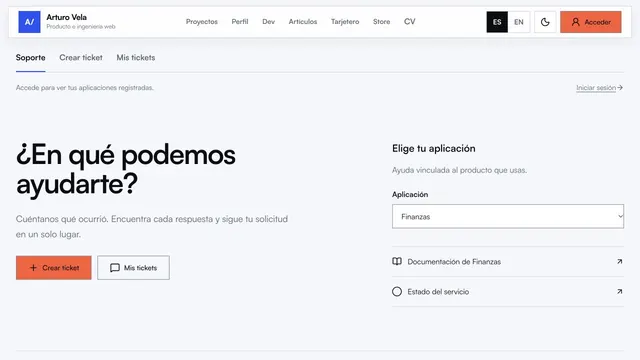 A/
Arturo Vela
Producto e ingeniería web
Proyectos
Perfil
Dev
Artículos
Tarjetero
Store
CV
ES
EN
Acceder
Soporte
Crear ticket
Mis tickets
Accede para ver tus aplicaciones registradas.
Iniciar sesión
¿En qué podemos
ayudarte?
Cuéntanos qué ocurrió. Encuentra cada respuesta y sigue tu solicitud
en un solo lugar.
Crear ticket
Mis tickets
Elige tu aplicación
Ayuda vinculada al producto que usas.
Aplicación
Finanzas
Documentación de Finanzas
Estado del servicio